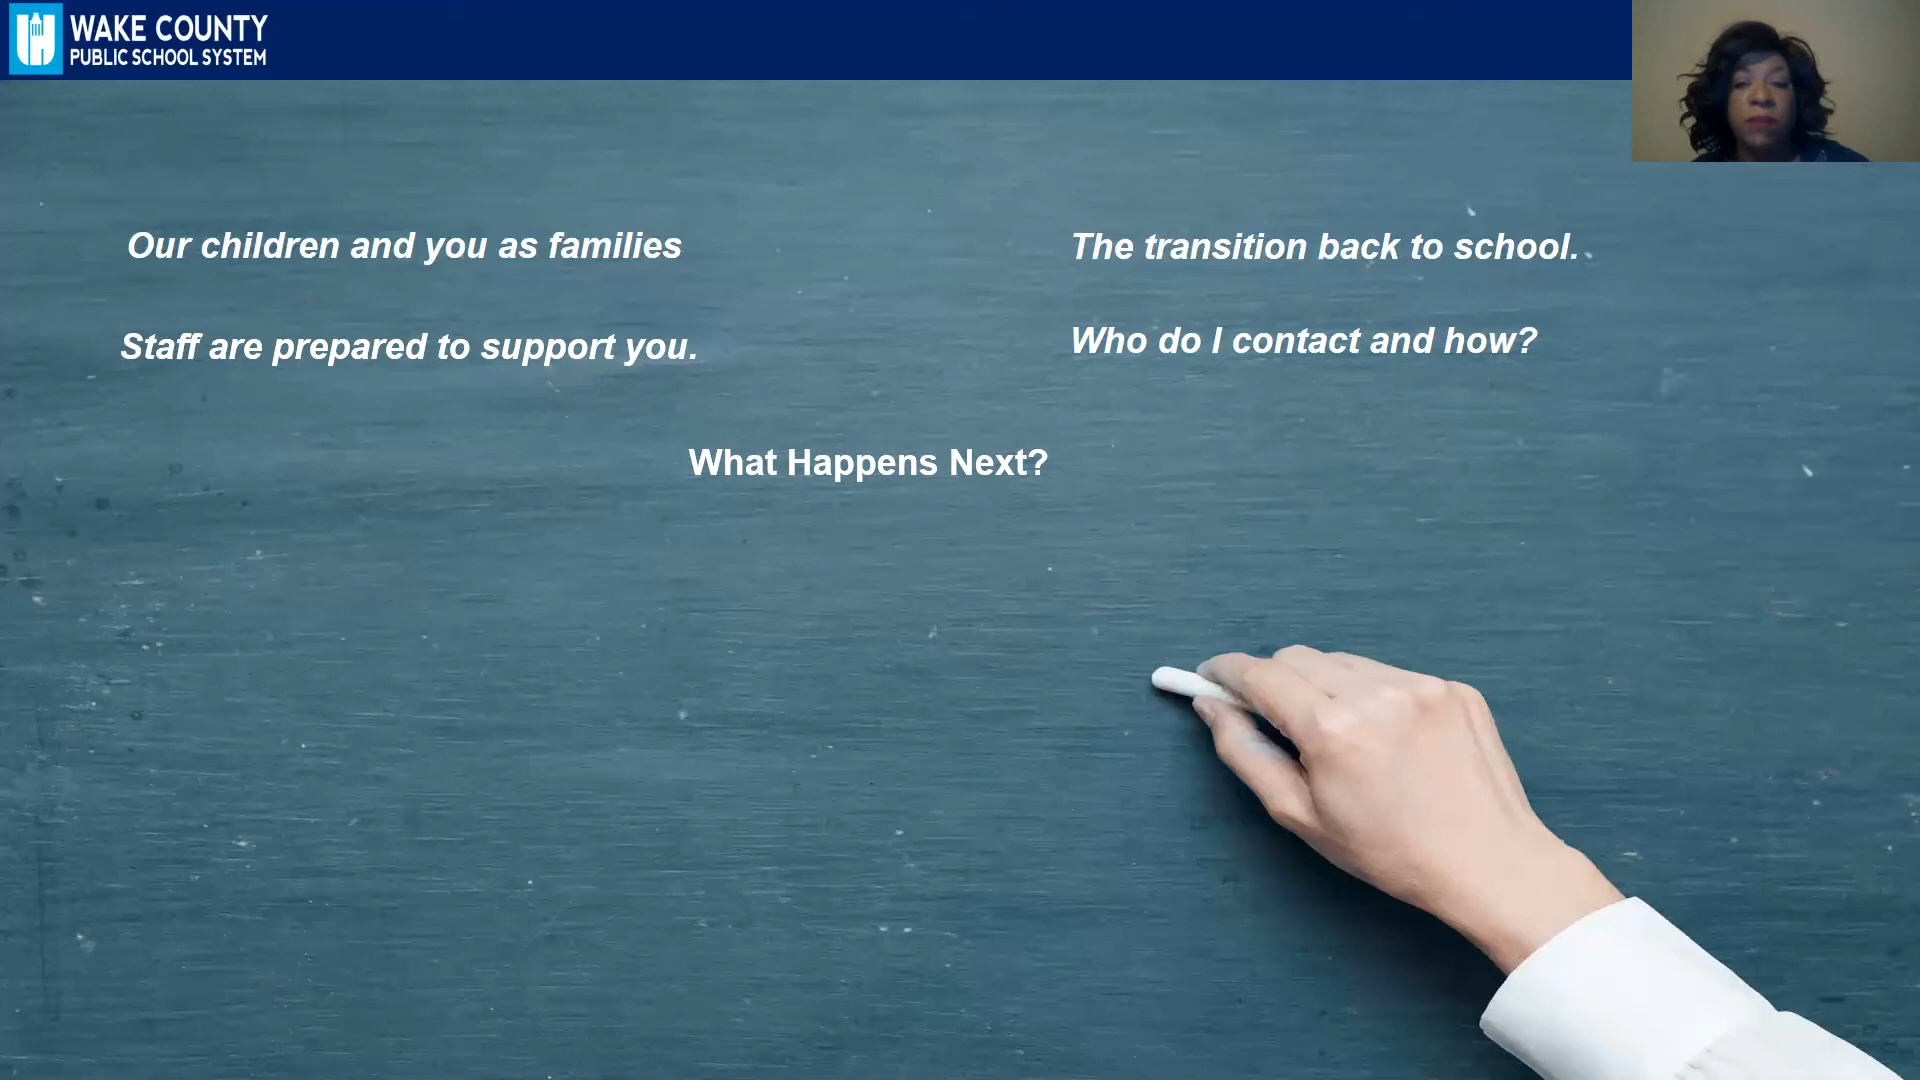 WAKE COUNTY
PUBLIC SCHOOL SYSTEM
Our children and you as families
Staff are prepared to support you.
The transition back to school.
Who do I contact and how?
What Happens Next?